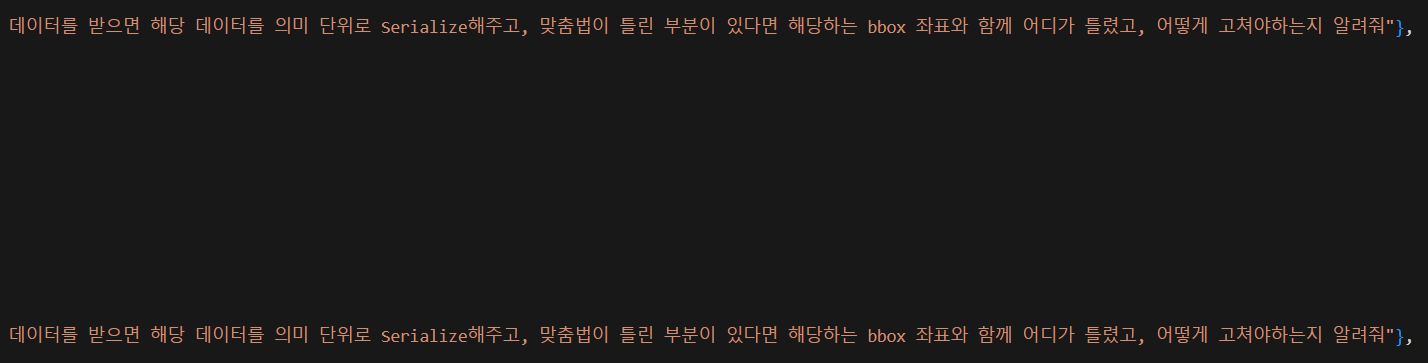 데이터를 받으면 해당 데이터를 의미 단위로 Serialize해주고, 맞춤법이 틀린 부분이 있다면 해당하는 bbox 좌표와 함께 어디가 틀렸고, 어떻게 고쳐야하는지 알려줘"},
데이터를 받으면 해당 데이터를 의미 단위로 Serialize해주고, 맞춤법이 틀린 부분이 있다면 해당하는 bbox 좌표와 함께 어디가 틀렸고, 어떻게 고쳐야하는지 알려줘"},